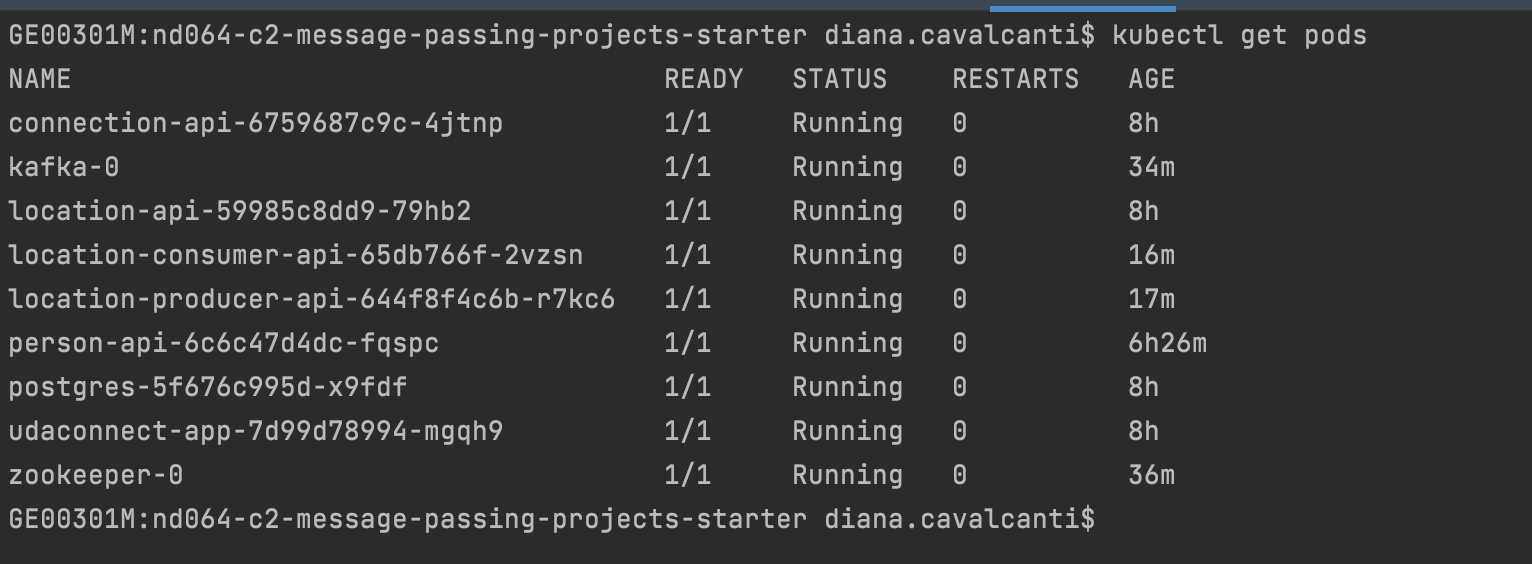 GE00301M:nd064-c2-message-passing-projects-starter diana.cavalcanti$ kubectl get pods
NAME READY STATUS RESTARTS AGE
connection-api-6759687c9c-4jtnp 1/1 Running 0 8h
kafka-0 1/1 Running 0 34m
location-api-59985c8dd9-79hb2 1/1 Running 0 8h
location-consumer-api-65db766f-2vzsn 1/1 Running 0 16m
location-producer-api-644f8f4c6b-r7kc6 1/1 Running 0 17m
person-api-6c6c47d4dc-fqspc 1/1 Running 0 6h26m
postgres-5f676c995d-x9fdf 1/1 Running 0 8h
udaconnect-app-7d99d78994-mgqh9 1/1 Running 0 8h
zookeeper-0 1/1 Running 0 36m
GE00301M:nd064-c2-message-passing-projects-starter diana.cavalcanti$